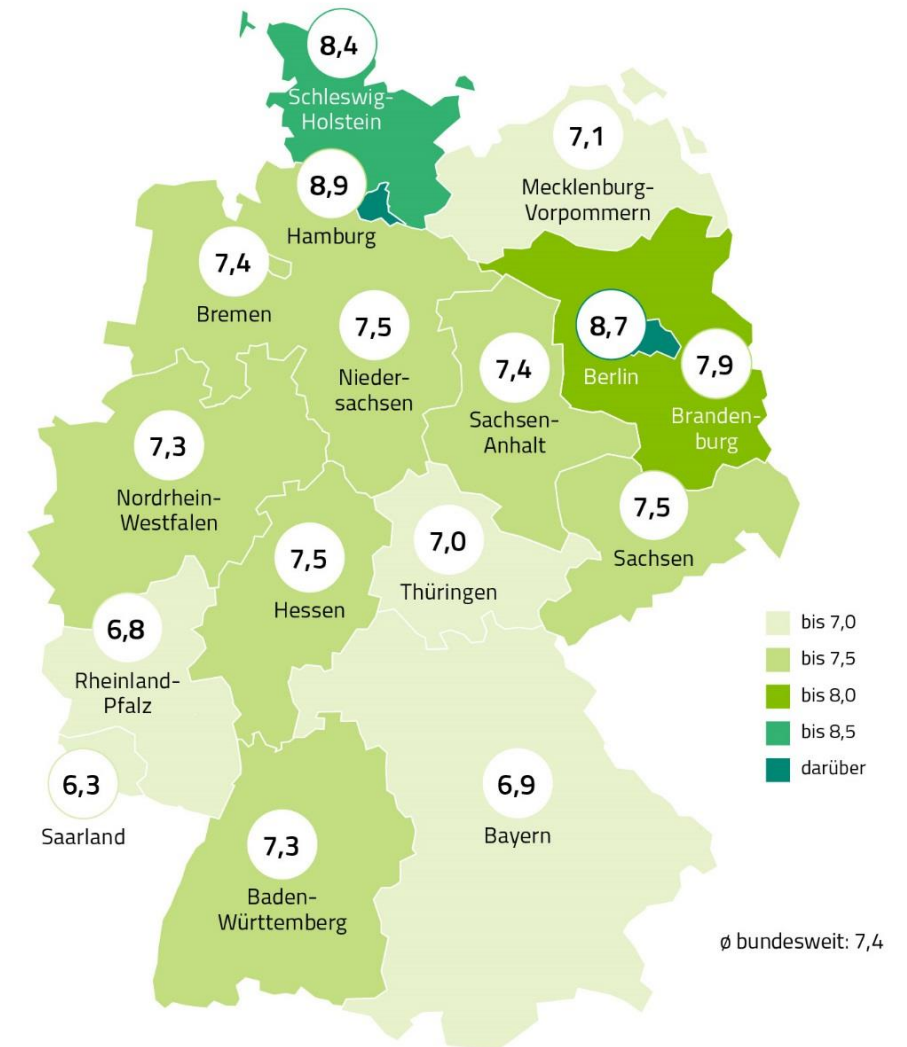 8,4
Schleswig-
Holstein
7,1
Mecklenburg-
Vorpommern
8,9
Hamburg
7,4
Bremen
7,5
Nieder-
sachsen
7,4
Sachsen-
Anhalt
8,7
Berlin
7,9
Branden-
burg
7,3
Nordrhein-
Westfalen
7,5
Hessen
7,0
Thüringen
7,5
Sachsen
6,8
Rheinland-
Pfalz
6,3
Saarland
7,3
Baden-
Württemberg
6,9
Bayern
bis 7,0
bis 7,5
bis 8,0
bis 8,5
darüber
ø bundesweit: 7,4